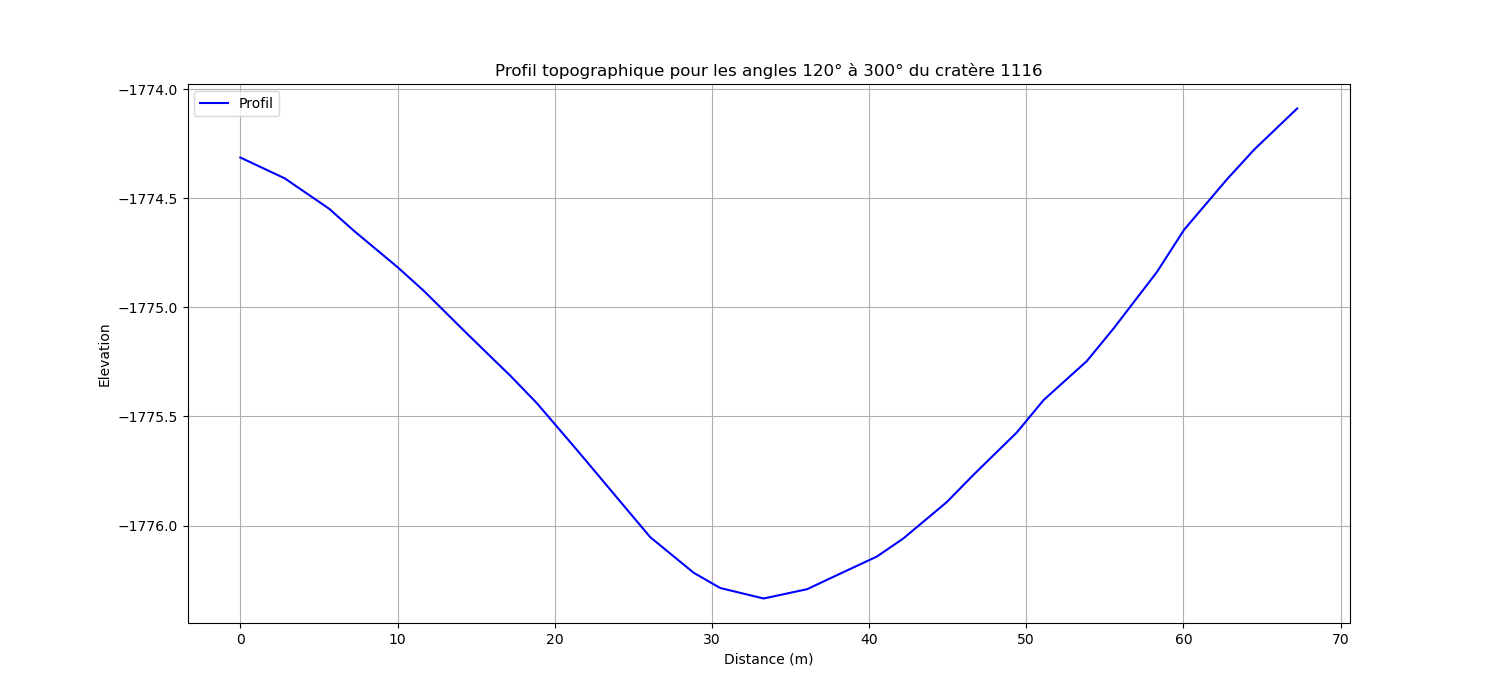 Profil topographique pour les angles 120° à 300° du cratère 1116
Profil
−1774.0
−1774.5
−1775.0
−1775.5
−1776.0
Elevation
0 10 20 30 40 50 60 70
Distance (m)